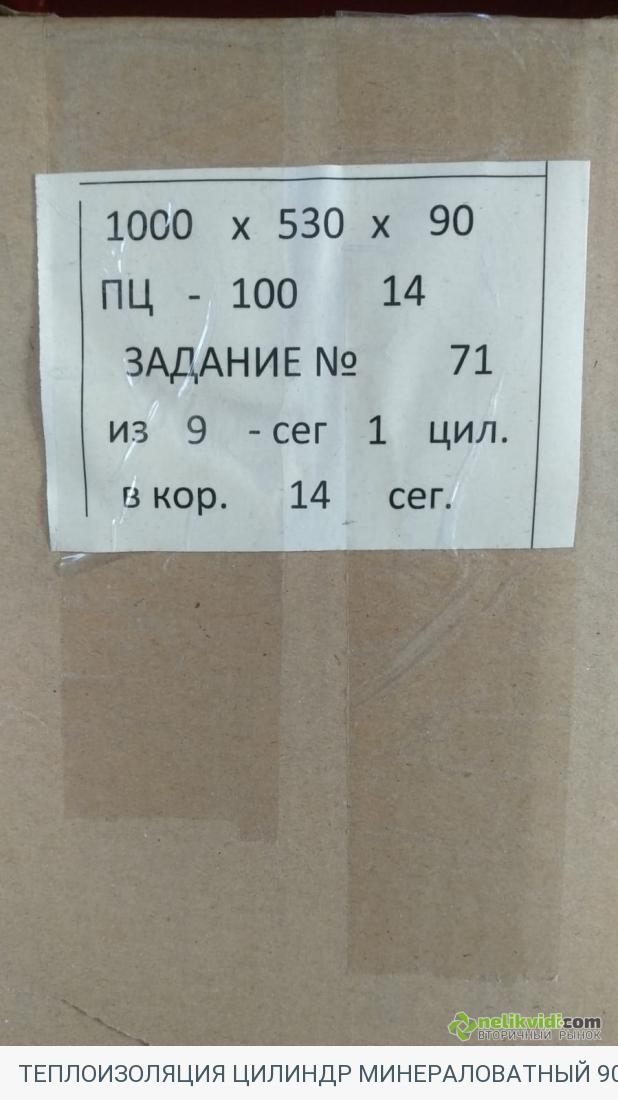 1000 х 530 х 90
ПЦ - 100 14
ЗАДАНИЕ № 71
из 9 - сег 1 цил.
в кор. 14 сег.
nelikvidi.com
ВТОРИЧНЫЙ РЫНОК
ТЕПЛОИЗОЛЯЦИЯ ЦИЛИНДР МИНЕРАЛОВАТНЫЙ 90